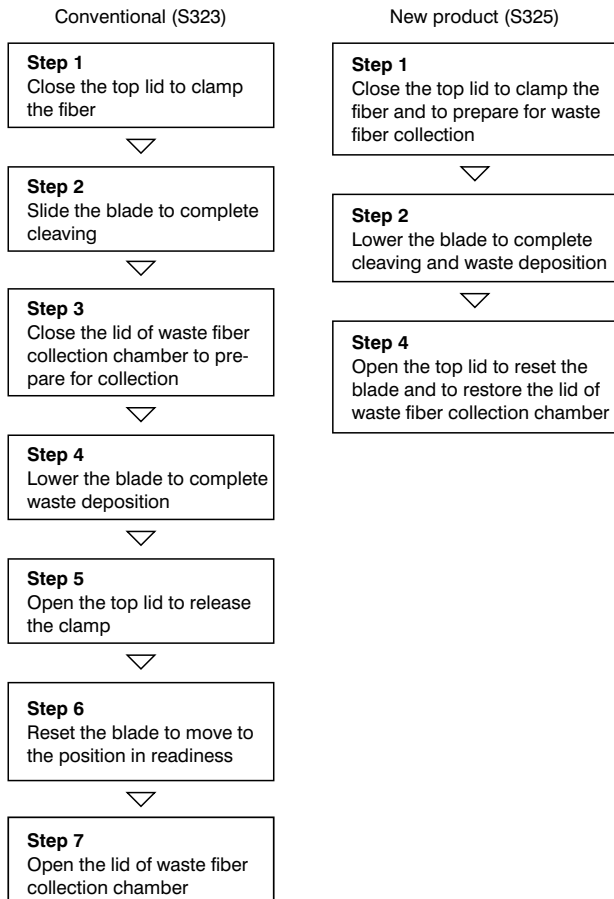 Conventional (S323)
Step 1
Close the top lid to clamp
the fiber
Step 2
Slide the blade to complete
cleaving
Step 3
Close the lid of waste fiber
collection chamber to pre-
pare for collection
Step 4
Lower the blade to complete
waste deposition
Step 5
Open the top lid to release
the clamp
Step 6
Reset the blade to move to
the position in readiness
Step 7
Open the lid of waste fiber
collection chamber
New product (S325)
Step 1
Close the top lid to clamp the
fiber and to prepare for waste
fiber collection
Step 2
Lower the blade to complete
cleaving and waste deposition
Step 4
Open the top lid to reset the
blade and to restore the lid of
waste fiber collection chamber